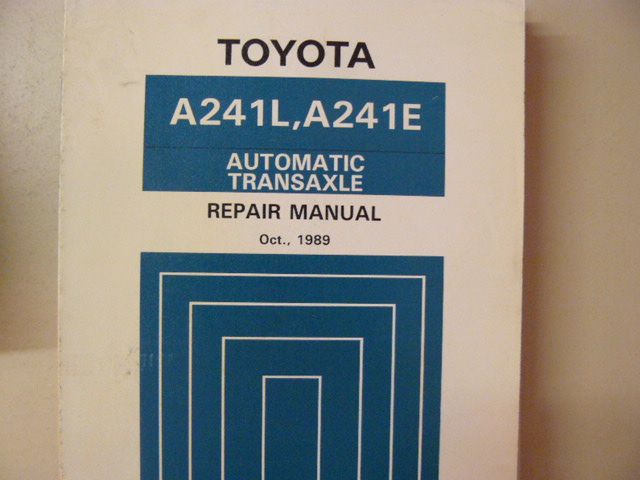 TOYOTA
A241L,A241E
AUTOMATIC
TRANSAXLE
REPAIR MANUAL
Oct., 1989